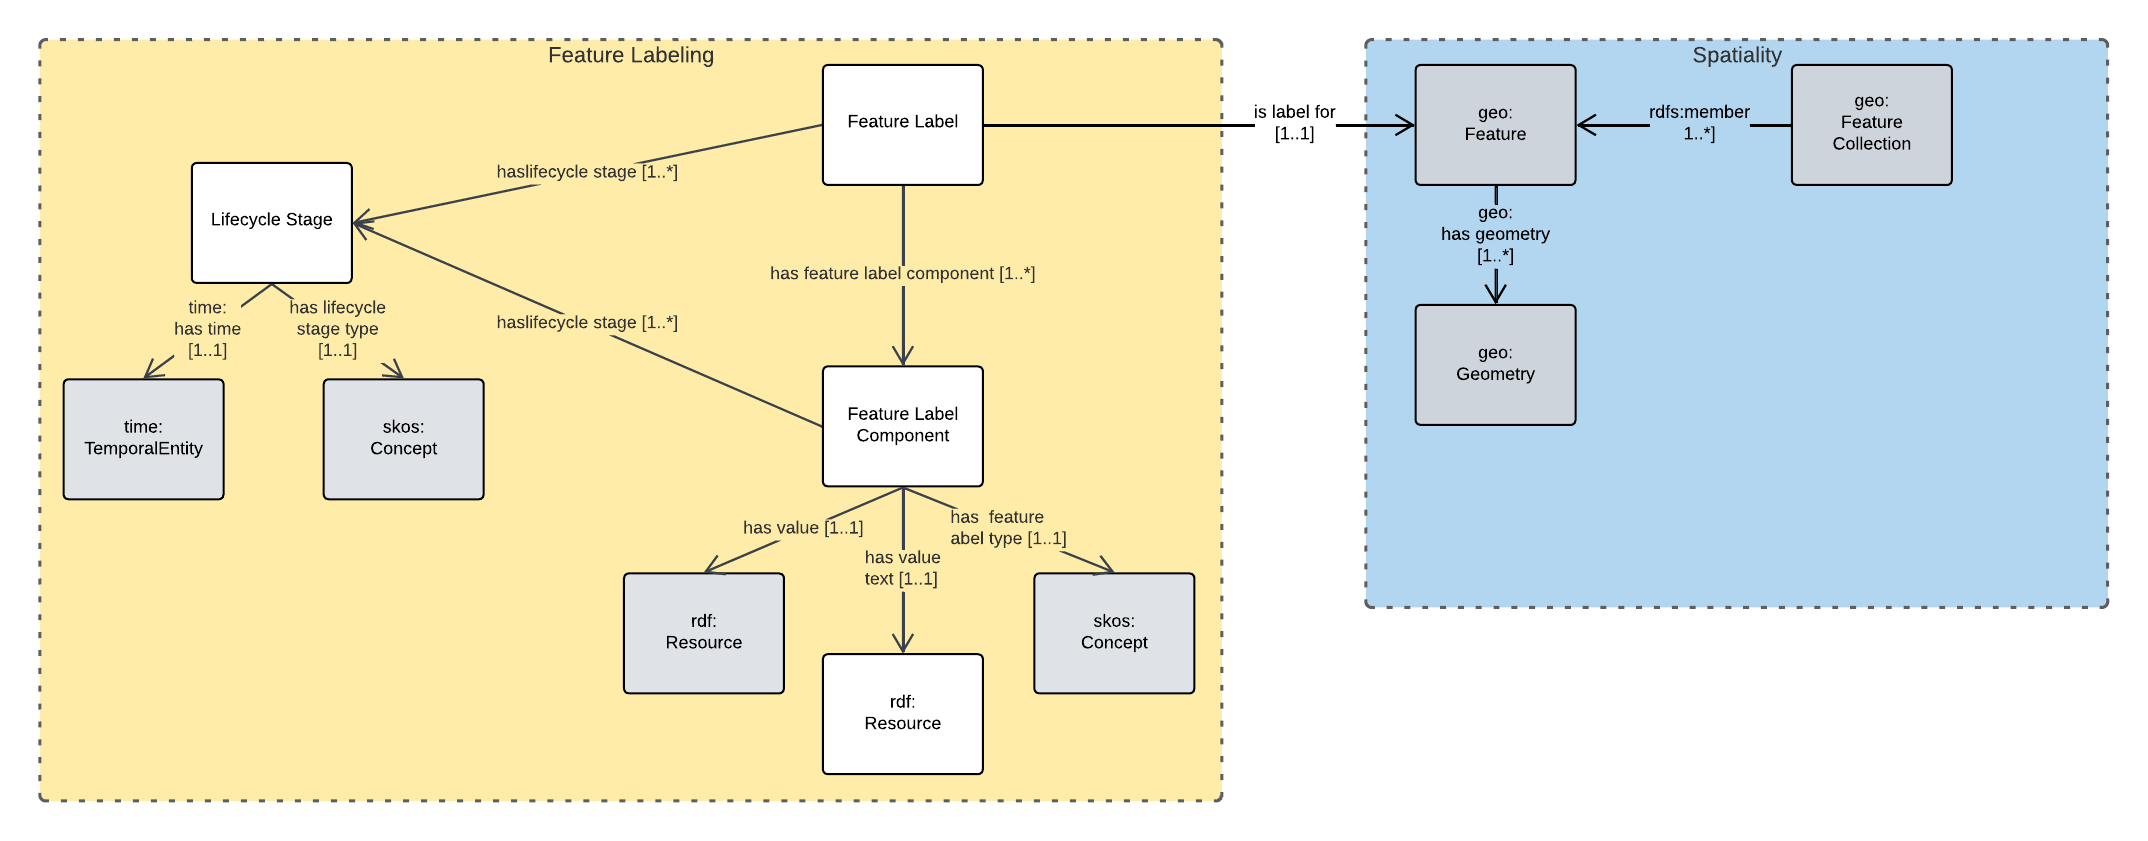 Feature Labeling
Spatiality
Feature Label
is label for
[1..1]
geo:
Feature
rdfs:member
1..*]
geo:
Feature
Collection
haslifecycle stage [1..*]
Lifecycle Stage
geo:
has geometry
[1..*]
has feature label component [1..*]
time:
has time
[1..1]
has lifecycle
stage type
[1..1]
haslifecycle stage [1..*]
geo:
Geometry
time:
TemporalEntity
skos:
Concept
Feature Label
Component
has value [1..1]
has value
text [1..1]
has  feature
abel type [1..1]
rdf:
Resource
skos:
Concept
rdf:
Resource